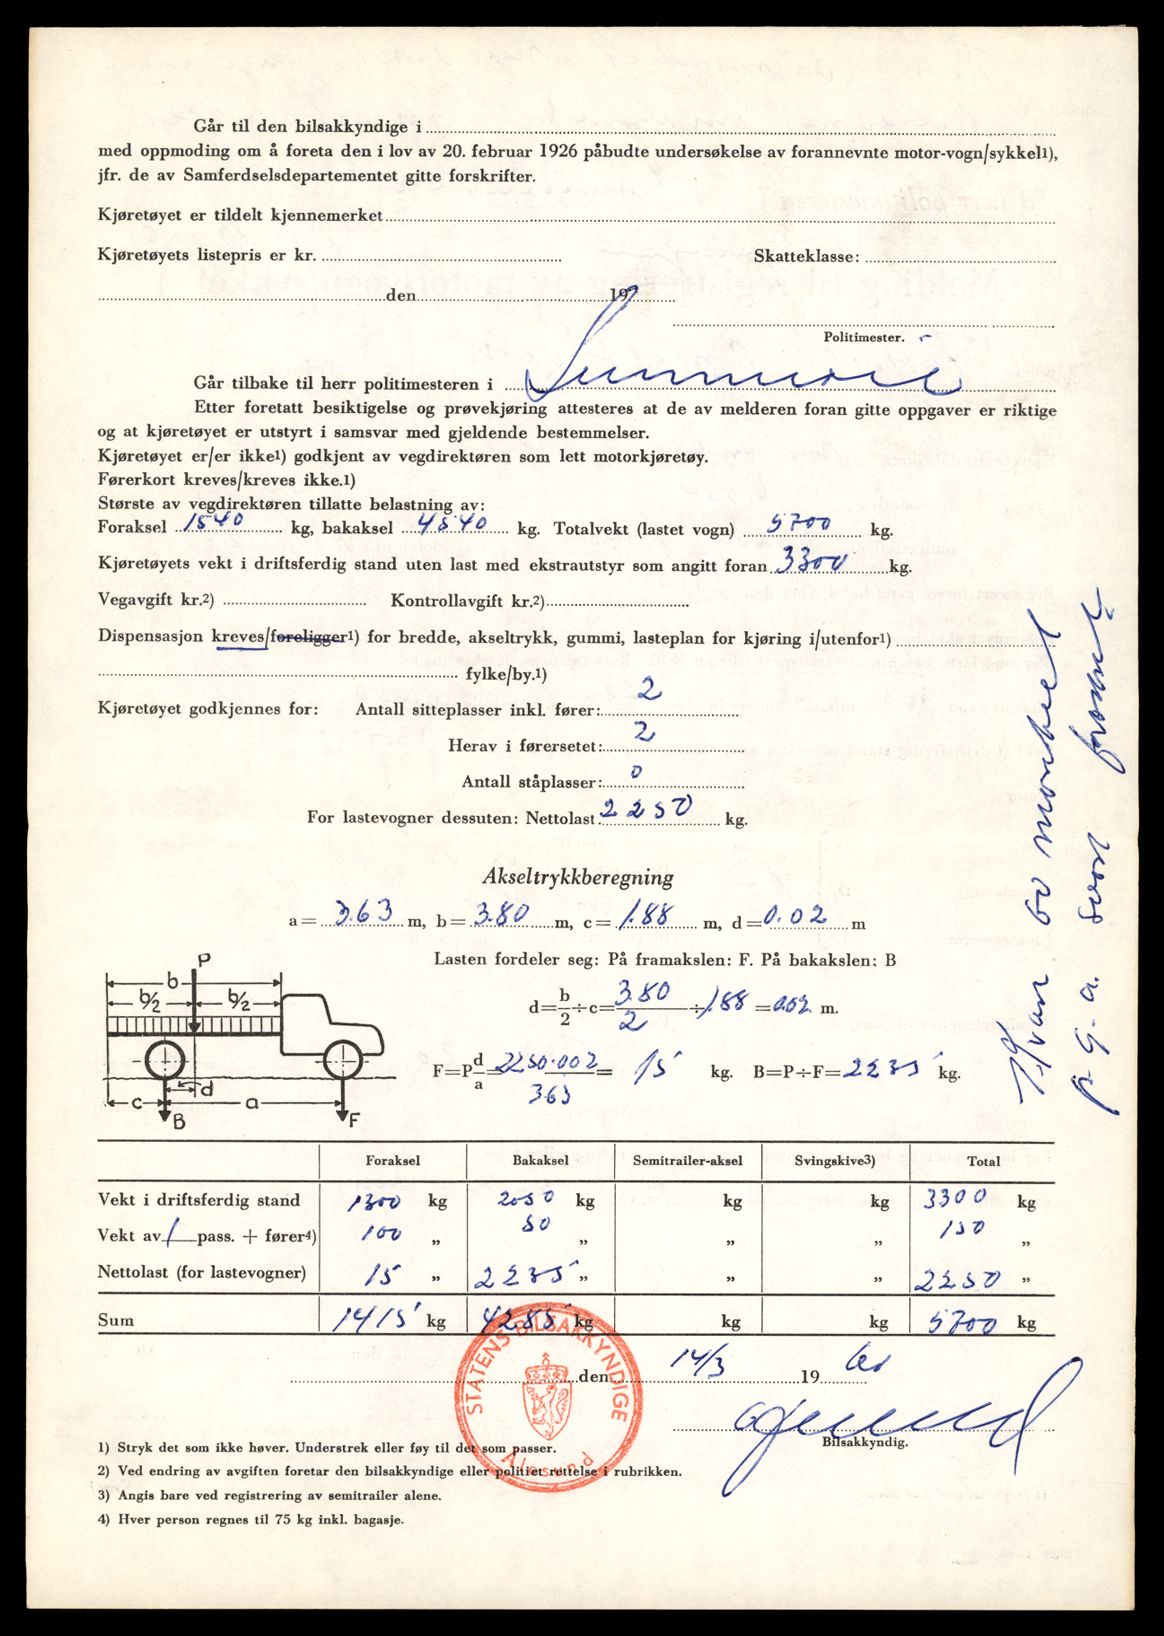 Går til den bilsakkyndige i
med oppmoding om å foreta den i lov av 20. februar 1926 påbudte undersøkelse av forannevnte motor-vogn/sykkel1),
jfr. de av Samferdselsdepartementet gitte forskrifter.
Kjøretøyet er tildelt kjennemerket
Kjøretøyets listepris er kr. Skatteklasse:
den 19
Politimester.
Går tilbake til herr politimesteren i Sunnmøre
Etter foretatt besiktigelse og prøvekjøring attesteres at de av melderen foran gitte oppgaver er riktige
og at kjøretøyet er utstyrt i samsvar med gjeldende bestemmelser.
Kjøretøyet er/er ikke1) godkjent av vegdirektøren som lett motorkjøretøy.
Førerkort kreves/kreves ikke.1)
Største av vegdirektøren tillatte belastning av:
Foraksel 1540 kg, bakaksel 4540 kg. Totalvekt (lastet vogn) 5700 kg.
Kjøretøyets vekt i driftsferdig stand uten last med ekstrautstyr som angitt foran 3300 kg.
Vegavgift kr.2) Kontrollavgift kr.2)
Dispensasjon kreves/foreligger1) for bredde, akseltrykk, gummi, lasteplan for kjøring i/utenfor1)
fylke/by.1)
Kjøretøyet godkjennes for: Antall sitteplasser inkl. fører: 2
Herav i førersetet: 2
Antall ståplasser: 0
For lastevogner dessuten: Nettolast 2250 kg.
Akseltrykkberegning
a = 3.63 m, b = 3.80 m, c = 1.88 m, d = 0.02 m
Lasten fordeler seg: På framakslen: F. På bakakslen: B
d = b/2 ÷ c = 3.80/2 ÷ 1.88 = 0.02 m.
F = P d/a = 2250·002/363 = 15 kg. B = P ÷ F = 2235 kg.
P
b
b/2 b/2
d
c a
B F
Foraksel Bakaksel Semitrailer-aksel Svingskive3) Total
Vekt i driftsferdig stand 1300 kg 2000 kg kg kg 3300 kg
Vekt av 1 pass. + fører4) 100 „ 50 „ „ „ 150 „
Nettolast (for lastevogner) 15 „ 2235 „ „ „ 2250 „
Sum 1415 kg 4285 kg kg kg 5700 kg
den 14/3 19
Bilsakkyndig.
STATENS BILSAKKYNDIGE
Ålesund
1) Stryk det som ikke høver. Understrek eller føy til det som passer.
2) Ved endring av avgiften foretar den bilsakkyndige eller politiet rettelse i rubrikken.
3) Angis bare ved registrering av semitrailer alene.
4) Hver person regnes til 75 kg inkl. bagasje.
p. g. a. svart